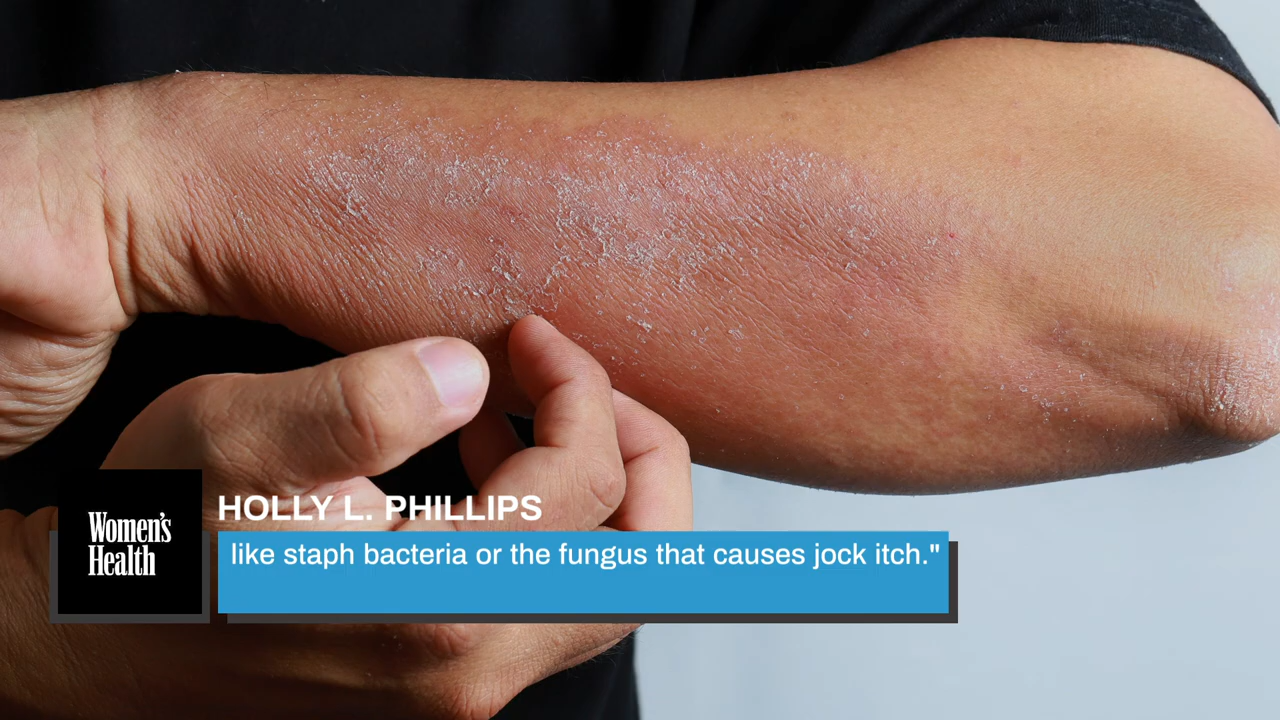 Women's
Health
HOLLY L. PHILLIPS
like staph bacteria or the fungus that causes jock itch."